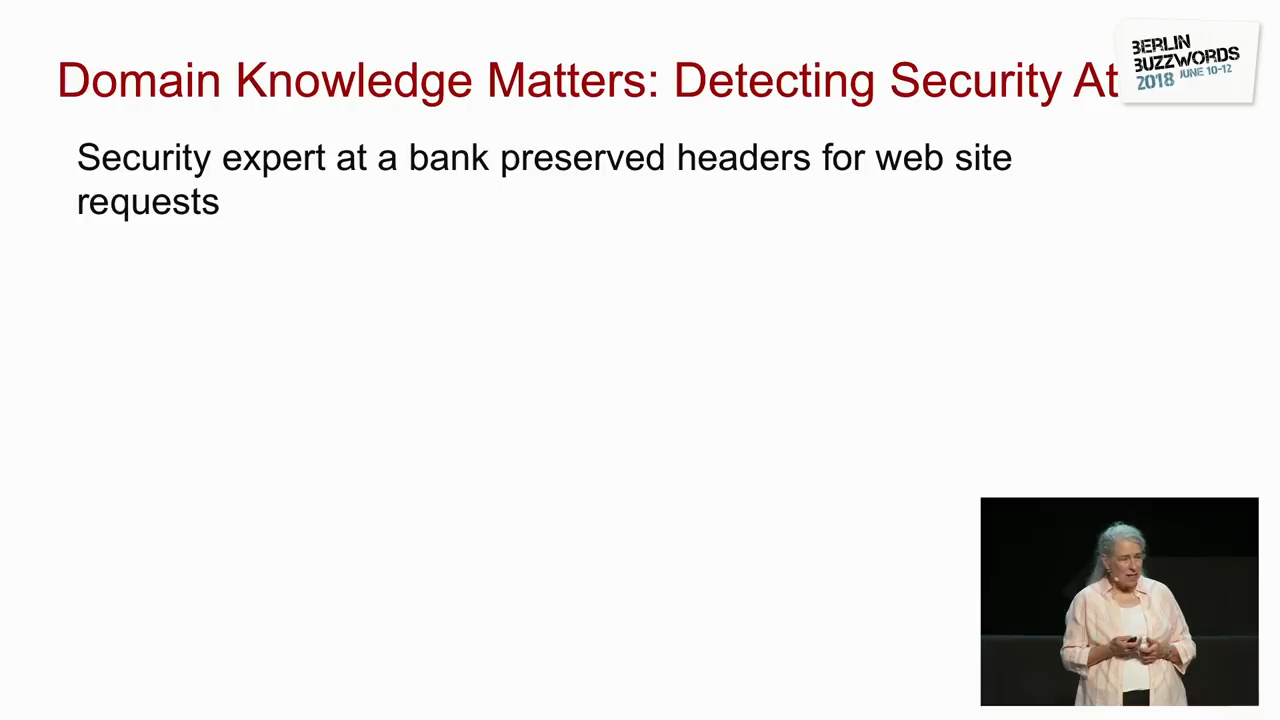 Domain Knowledge Matters: Detecting Security At
BERLIN
BUZZWORDS
2018 JUNE 10-12
Security expert at a bank preserved headers for web site
requests